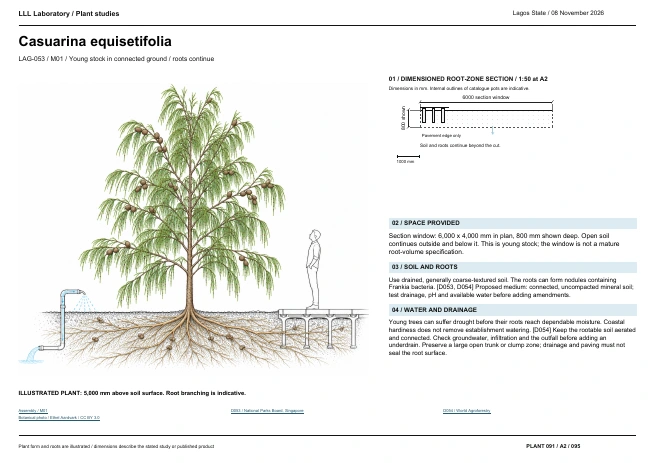 LLL Laboratory / Plant studies
Lagos State / 08 November 2026
Casuarina equisetifolia
LAG-053 / M01 / Young stock in connected ground / roots continue
01 / DIMENSIONED ROOT-ZONE SECTION / 1:50 at A2
Dimensions in mm. Internal outlines of catalogue pots are indicative.
6000 section window
800 shown
Pavement edge only
Soil and roots continue beyond the cut.
1000 mm
02 / SPACE PROVIDED
Section window: 6,000 x 4,000 mm in plan, 800 mm shown deep. Open soil
continues outside and below it. This is young stock; the window is not a mature
root-volume specification.
03 / SOIL AND ROOTS
Use drained, generally coarse-textured soil. The roots can form nodules containing
Frankia bacteria. [D053, D054] Proposed medium: connected, uncompacted mineral soil;
test drainage, pH and available water before adding amendments.
04 / WATER AND DRAINAGE
Young trees can suffer drought before their roots reach dependable moisture. Coastal
hardiness does not remove establishment watering. [D054] Keep the rootable soil aerated
and connected. Check groundwater, infiltration and the outfall before adding an
underdrain. Preserve a large open trunk or clump zone; drainage and paving must not
seal the root surface.
ILLUSTRATED PLANT: 5,000 mm above soil surface. Root branching is indicative.
Assembly / M01
D053 / National Parks Board, Singapore
D054 / World Agroforestry
Botanical photo / Ethel Aardvark / CC BY 3.0
Plant form and roots are illustrated / dimensions describe the stated study or published product
PLANT 091 / A2 / 095